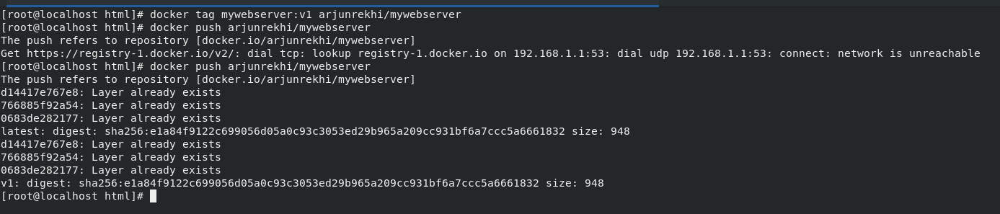 [root@localhost html]# docker tag mywebserver:v1 arjunrekhi/mywebserver
[root@localhost html]# docker push arjunrekhi/mywebserver
The push refers to repository [docker.io/arjunrekhi/mywebserver]
Get https://registry-1.docker.io/v2/: dial tcp: lookup registry-1.docker.io on 192.168.1.1:53: dial udp 192.168.1.1:53: connect: network is unreachable
[root@localhost html]# docker push arjunrekhi/mywebserver
The push refers to repository [docker.io/arjunrekhi/mywebserver]
d14417e767e8: Layer already exists
766885f92a54: Layer already exists
0683de282177: Layer already exists
latest: digest: sha256:e1a84f9122c699056d05a0c93c3053ed29b965a209cc931bf6a7ccc5a6661832 size: 948
d14417e767e8: Layer already exists
766885f92a54: Layer already exists
0683de282177: Layer already exists
v1: digest: sha256:e1a84f9122c699056d05a0c93c3053ed29b965a209cc931bf6a7ccc5a6661832 size: 948
[root@localhost html]#